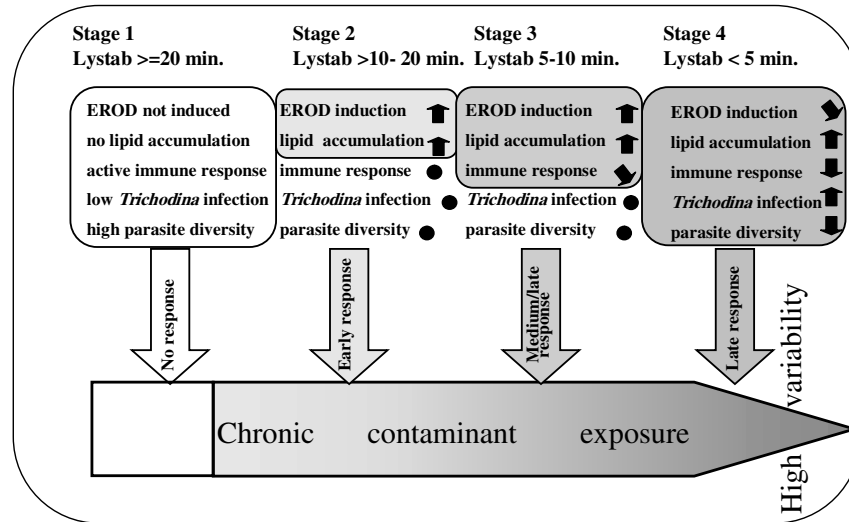 Stage 1
Lystab >=20 min.
EROD not induced
no lipid accumulation
active immune response
low Trichodina infection
high parasite diversity
No response
Stage 2
Lystab >10- 20 min.
EROD induction
lipid accumulation
immune response
Trichodina infection
parasite diversity
Early response
Stage 3
Lystab 5-10 min.
EROD induction
lipid accumulation
immune response
Trichodina infection
parasite diversity
Medium/late
response
Stage 4
Lystab < 5 min.
EROD induction
lipid accumulation
immune response
Trichodina infection
parasite diversity
Late response
Chronic contaminant exposure
High variability